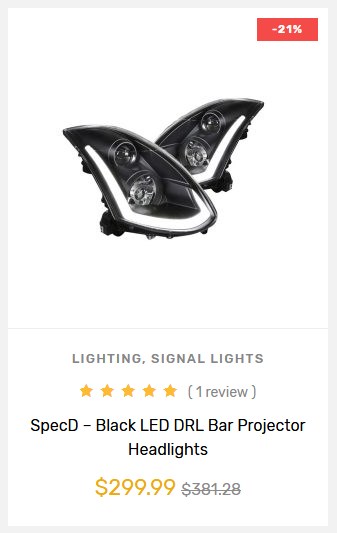 -21%
LIGHTING, SIGNAL LIGHTS
( 1 review )
SpecD – Black LED DRL Bar Projector
Headlights
$299.99 $381.28